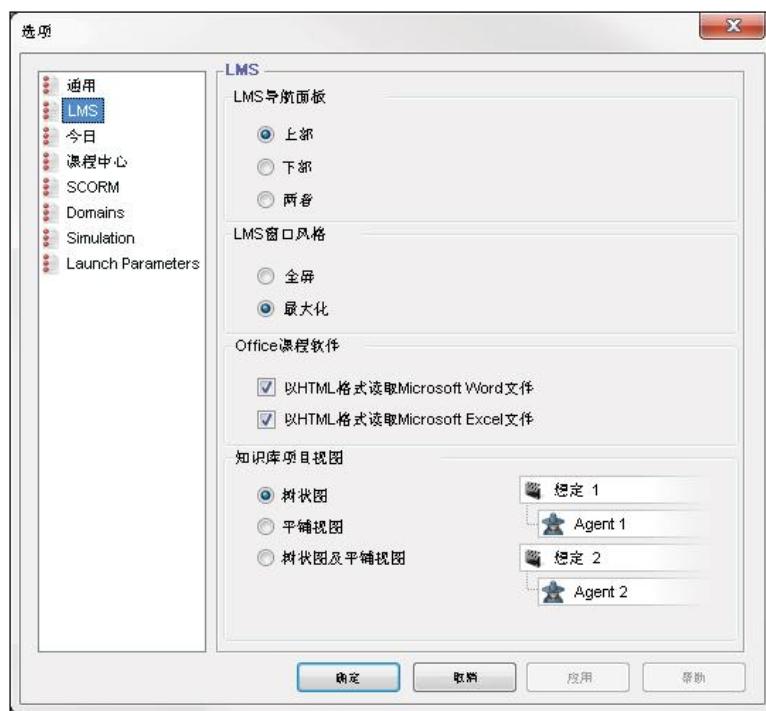 选项
通用
LMS
今日
课程中心
SCORM
Domains
Simulation
Launch Parameters
LMS
LMS导航面板
上部
下部
两者
LMS窗口风格
全屏
最大化
Office课程软件
以HTML格式读取Microsoft Word文件
以HTML格式读取Microsoft Excel文件
知识库项目视图
树状图
平铺视图
树状图及平铺视图
想定 1
Agent 1
想定 2
Agent 2
确定
取消
应用
帮助